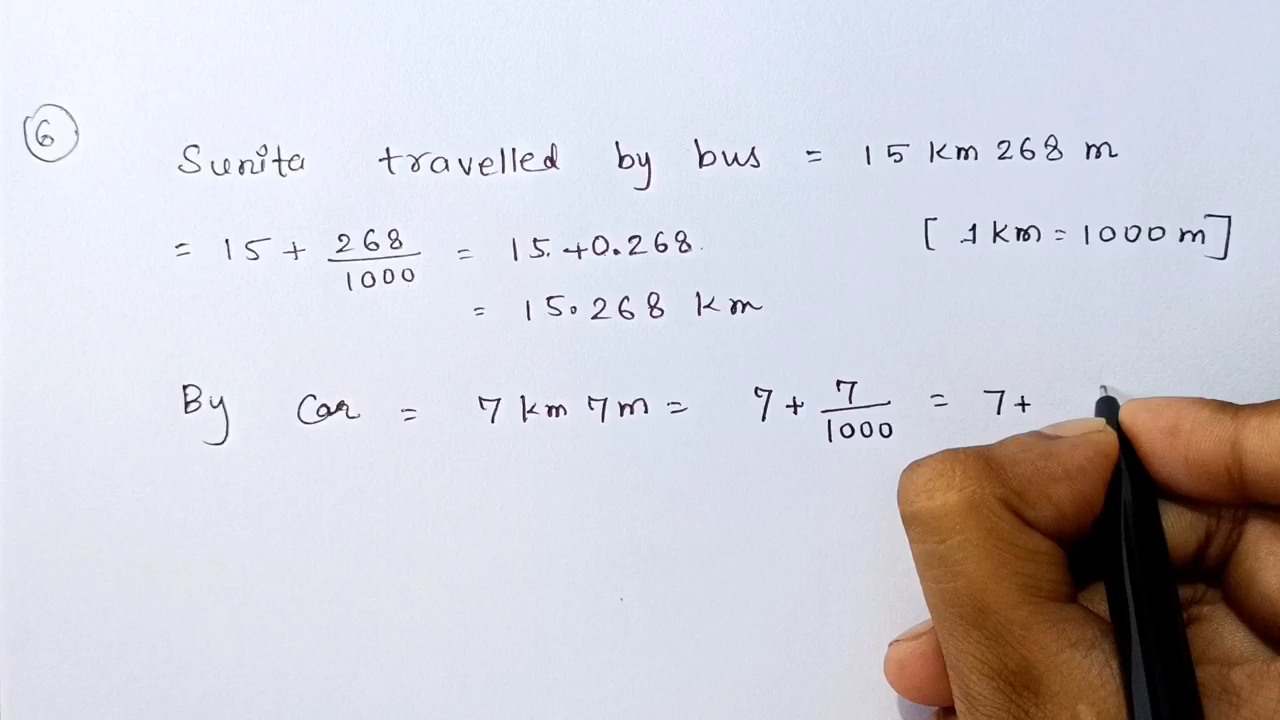 6
Sunita travelled by bus = 15 km 268 m
= 15 + 268/1000 = 15.+0.268. [1 km = 1000 m]
= 15.268 km
By Car = 7 km 7m = 7 + 7/1000 = 7+